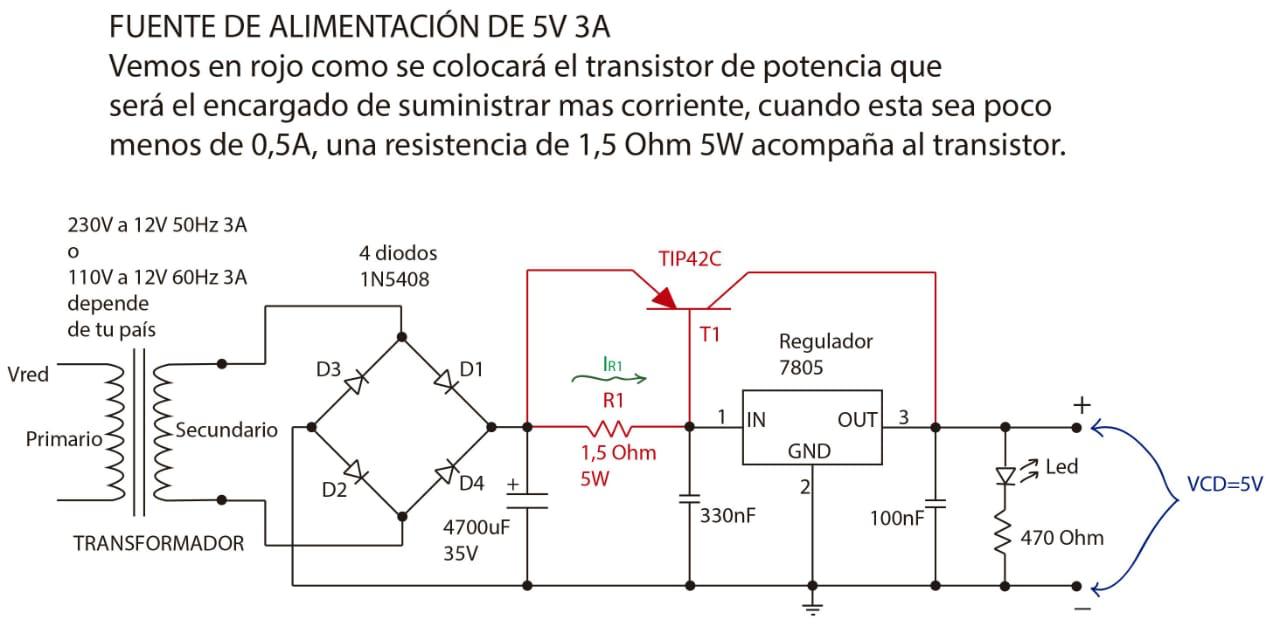 FUENTE DE ALIMENTACIÓN DE 5V 3A
Vemos en rojo como se colocará el transistor de potencia que
será el encargado de suministrar mas corriente, cuando esta sea poco
menos de 0,5A, una resistencia de 1,5 Ohm 5W acompaña al transistor.
230V a 12V 50Hz 3A
o
110V a 12V 60Hz 3A
depende
de tu país
4 diodos
1N5408
TIP42C
T1
Regulador
7805
Vred
Primario
Secundario
TRANSFORMADOR
D3
D1
D2
D4
IR1
R1
1,5 Ohm
5W
1
IN
OUT
3
GND
2
+
4700uF
35V
330nF
100nF
Led
470 Ohm
+
VCD=5V
−